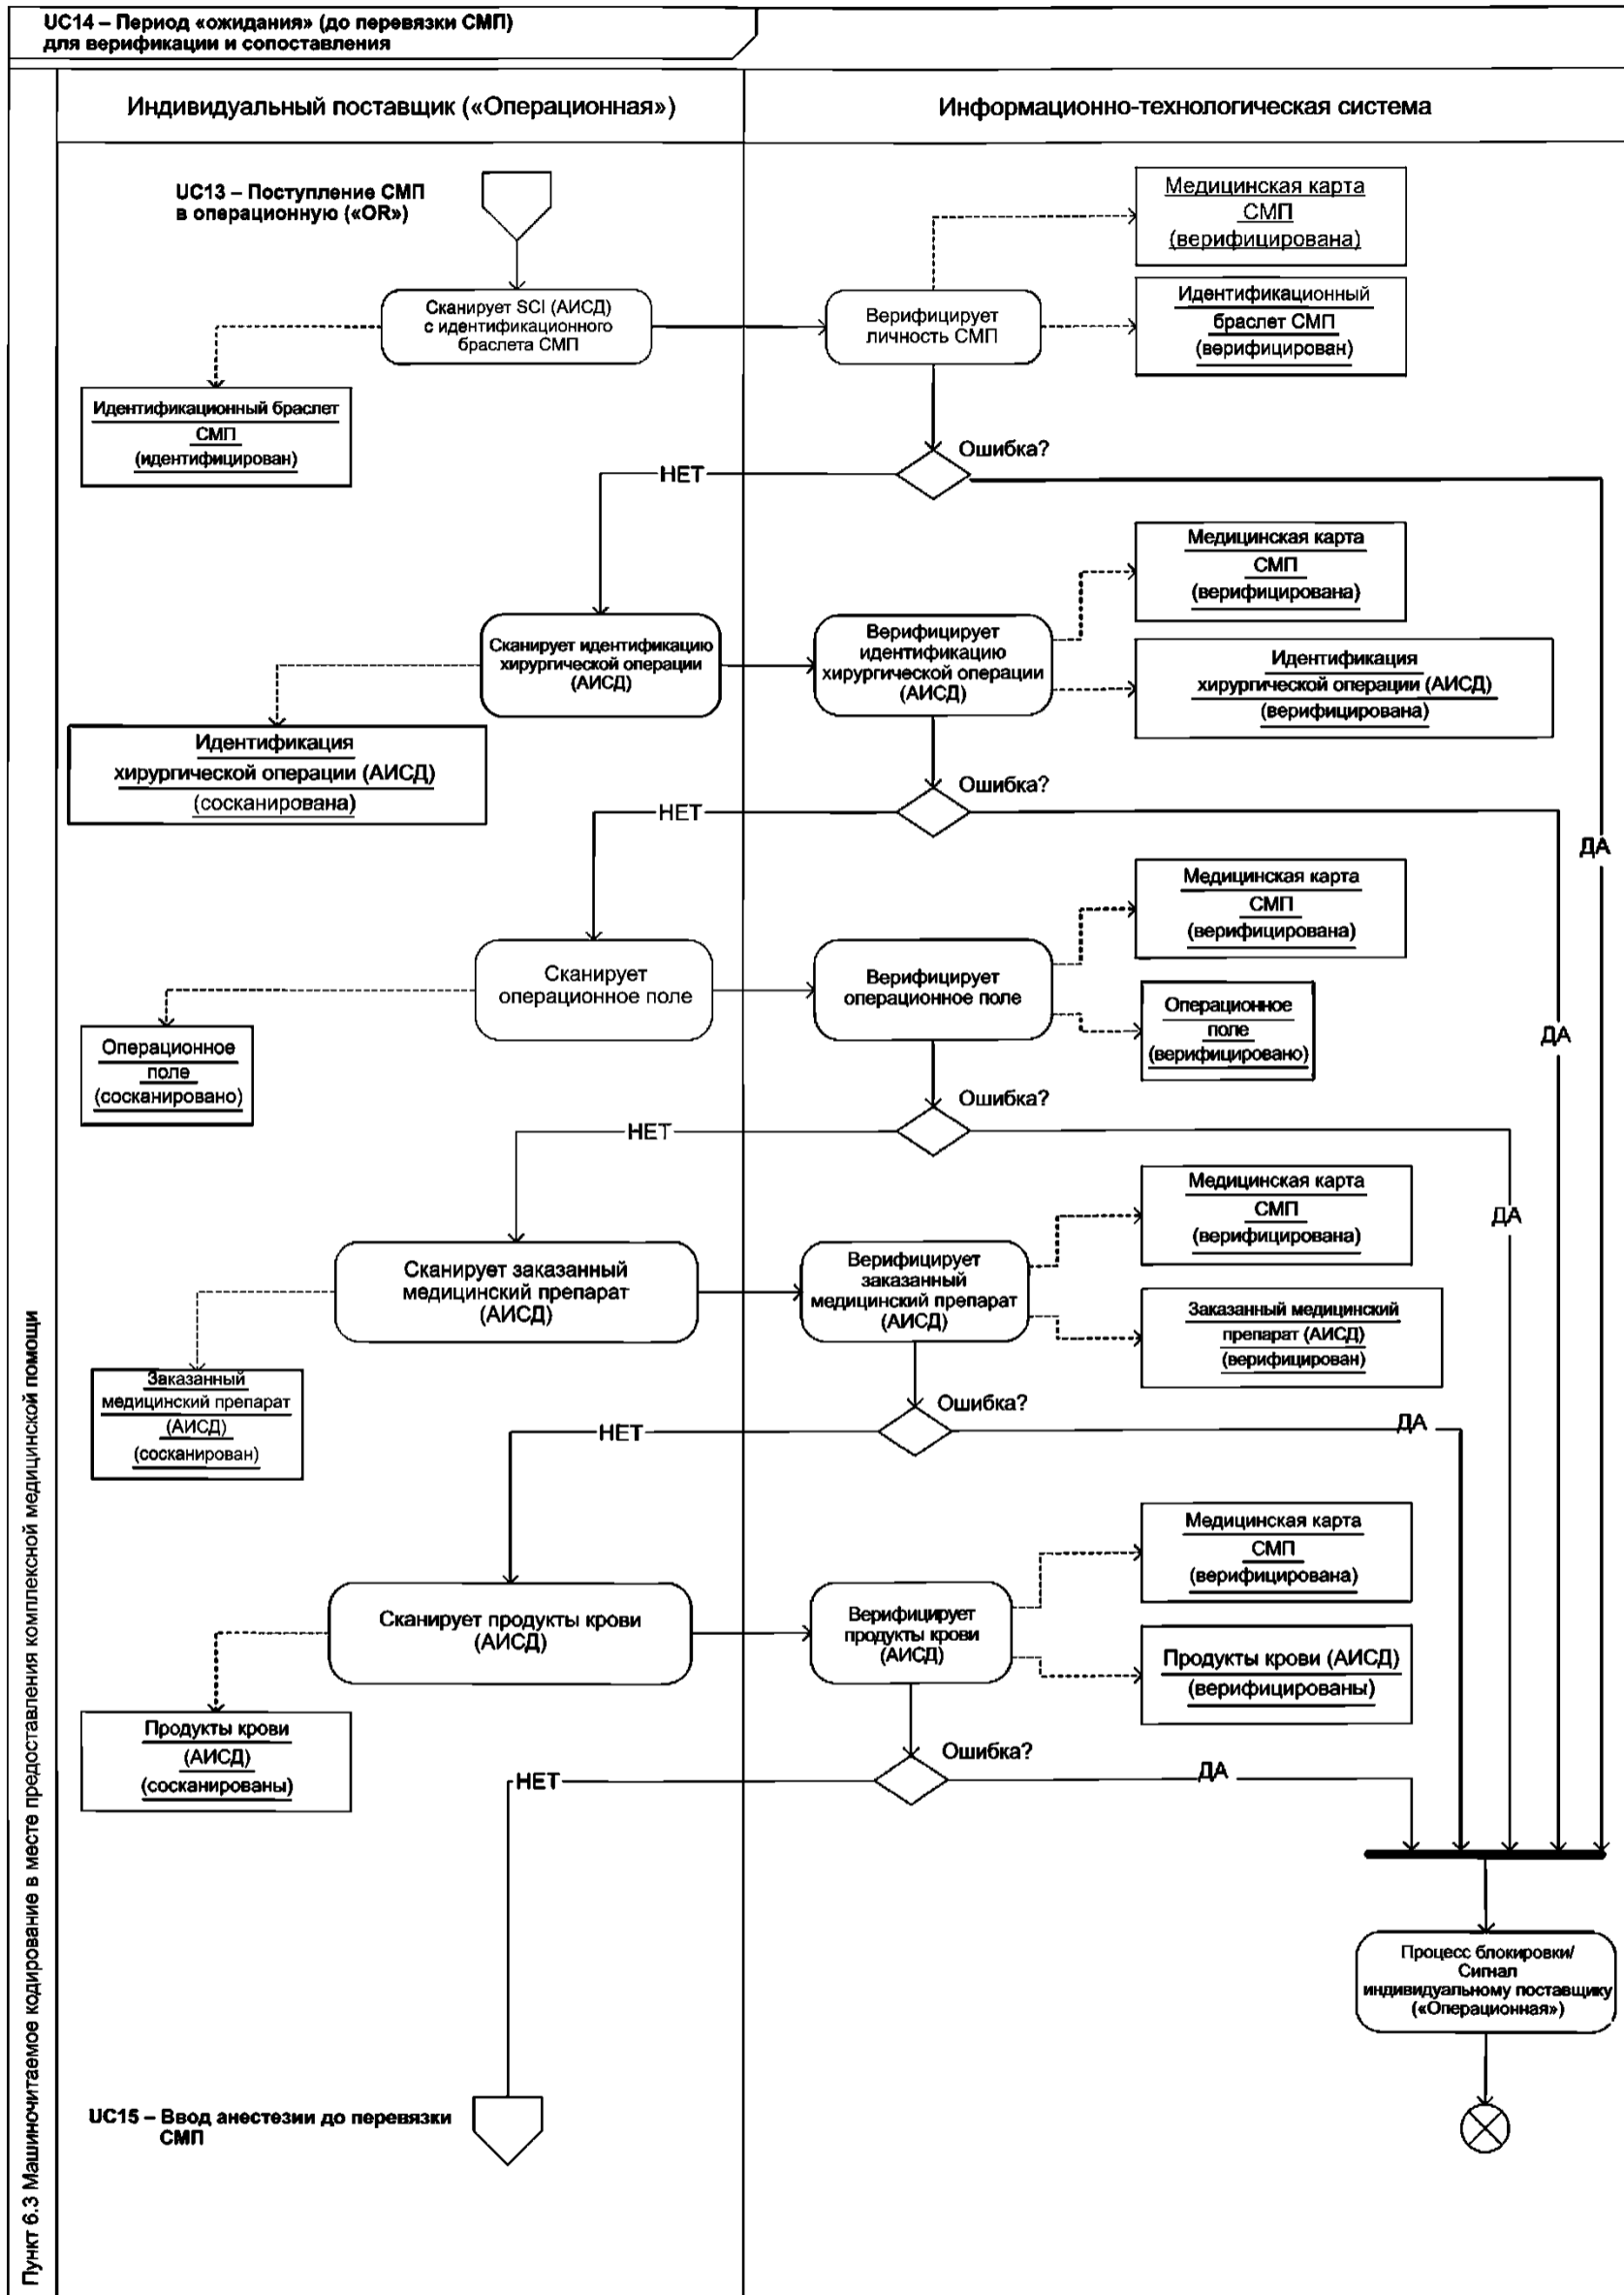 UC14 – Период «ожидания» (до перевязки СМП)
для верификации и сопоставления
Индивидуальный поставщик («Операционная»)
Информационно-технологическая система
UC13 – Поступление СМП
в операционную («OR»)
Медицинская карта
СМП
(верифицирована)
Сканирует SCI (АИСД)
с идентификационного
браслета СМП
Верифицирует
личность СМП
Идентификационный
браслет СМП
(верифицирован)
Идентификационный браслет
СМП
(идентифицирован)
Ошибка?
НЕТ
Медицинская карта
СМП
(верифицирована)
Сканирует идентификацию
хирургической операции
(АИСД)
Верифицирует
идентификацию
хирургической операции
(АИСД)
Идентификация
хирургической операции (АИСД)
(верифицирована)
Идентификация
хирургической операции (АИСД)
(сосканирована)
Ошибка?
НЕТ
ДА
Медицинская карта
СМП
(верифицирована)
Сканирует
операционное поле
Верифицирует
операционное поле
Операционное
поле
(верифицировано)
ДА
Операционное
поле
(сосканировано)
Ошибка?
НЕТ
Медицинская карта
СМП
(верифицирована)
ДА
Сканирует заказанный
медицинский препарат
(АИСД)
Верифицирует
заказанный
медицинский препарат
(АИСД)
Заказанный медицинский
препарат (АИСД)
(верифицирован)
Заказанный
медицинский препарат
(АИСД)
(сосканирован)
Ошибка?
НЕТ
ДА
Медицинская карта
СМП
(верифицирована)
Сканирует продукты крови
(АИСД)
Верифицирует
продукты крови
(АИСД)
Продукты крови (АИСД)
(верифицированы)
Продукты крови
(АИСД)
(сосканированы)
Ошибка?
НЕТ
ДА
Процесс блокировки/
Сигнал
индивидуальному поставщику
(«Операционная»)
UC15 – Ввод анестезии до перевязки
СМП
Пункт 6.3 Машиночитаемое кодирование в месте предоставления комплексной медицинской помощи